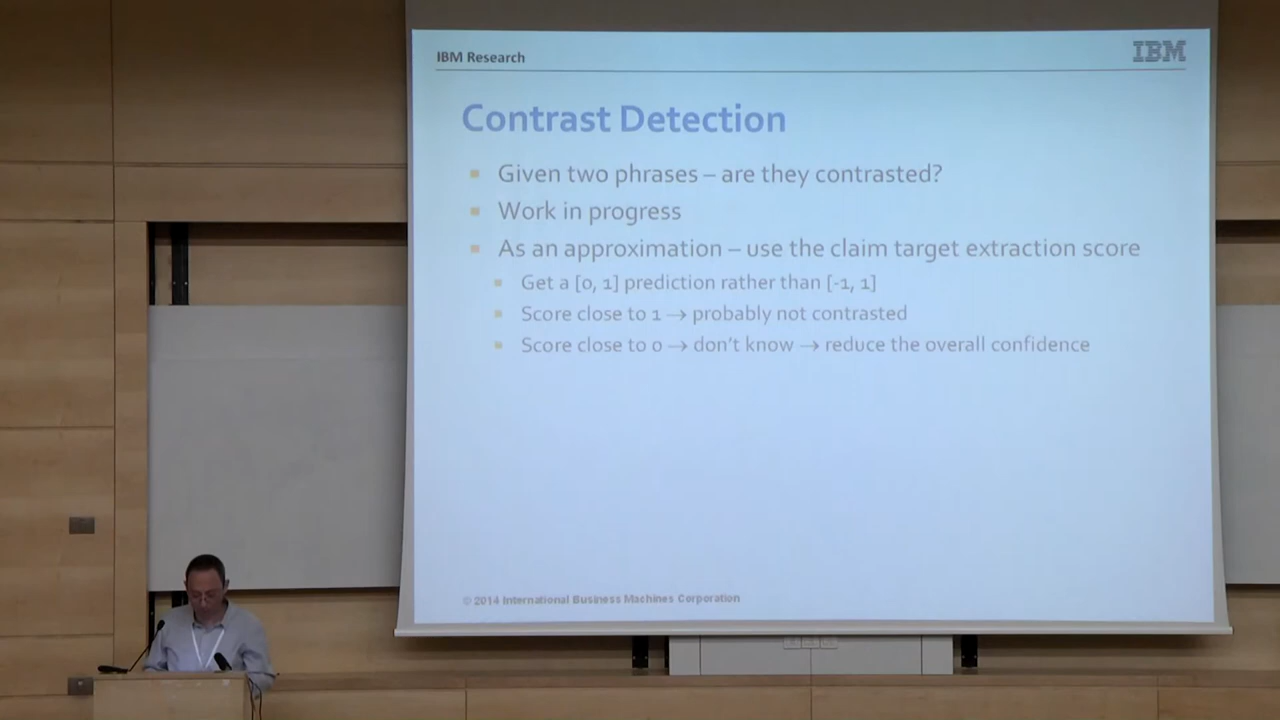 IBM Research
IBM
Contrast Detection
Given two phrases – are they contrasted?
Work in progress
As an approximation – use the claim target extraction score
Get a [0, 1] prediction rather than [-1, 1]
Score close to 1 → probably not contrasted
Score close to 0 → don't know → reduce the overall confidence
© 2014 International Business Machines Corporation